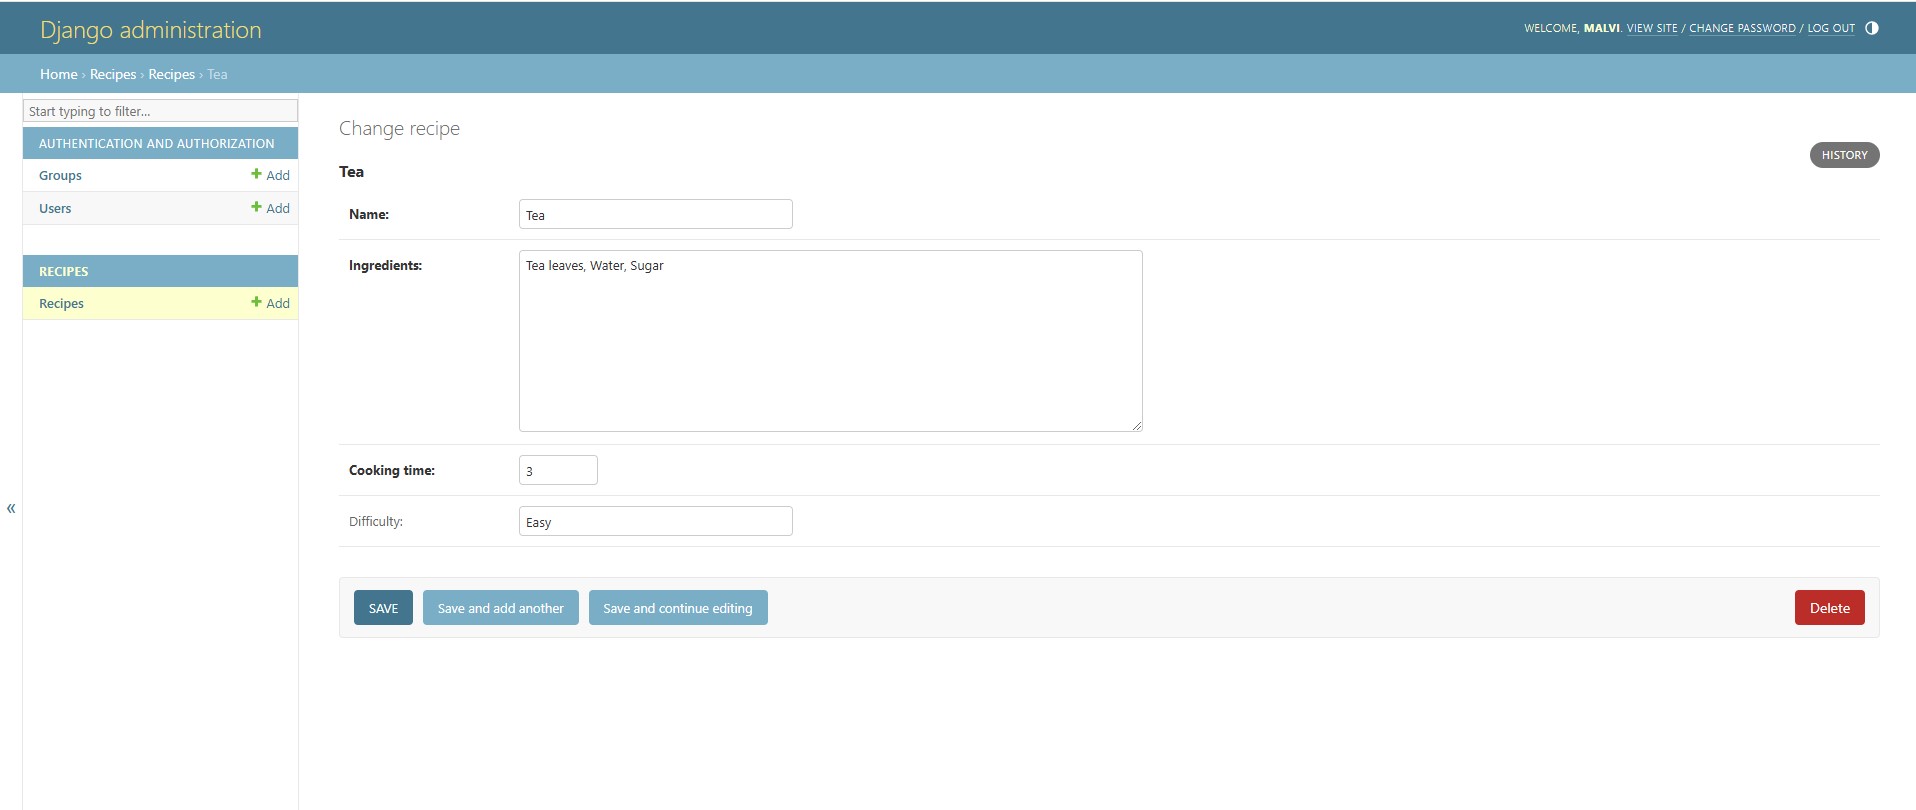 Django administration
WELCOME, MALVI. VIEW SITE / CHANGE PASSWORD / LOG OUT
Home › Recipes › Recipes › Tea
Start typing to filter...
AUTHENTICATION AND AUTHORIZATION
Groups + Add
Users + Add
RECIPES
Recipes + Add
«
Change recipe
HISTORY
Tea
Name: Tea
Ingredients: Tea leaves, Water, Sugar
Cooking time: 3
Difficulty: Easy
SAVE Save and add another Save and continue editing Delete